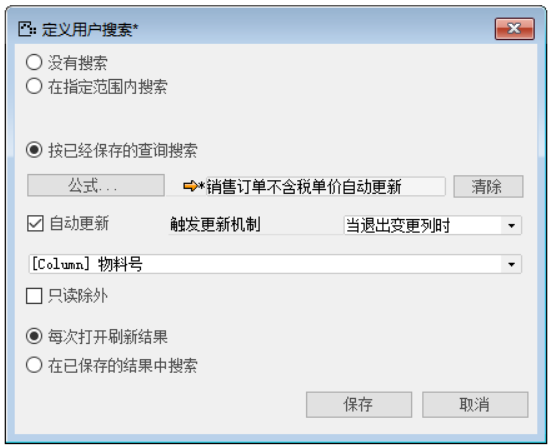 定义用户搜索*
没有搜索
在指定范围内搜索
按已经保存的查询搜索
公式... *销售订单不含税单价自动更新 清除
自动更新 触发更新机制 当退出变更列时
[Column] 物料号
只读除外
每次打开刷新结果
在已保存的结果中搜索
保存 取消